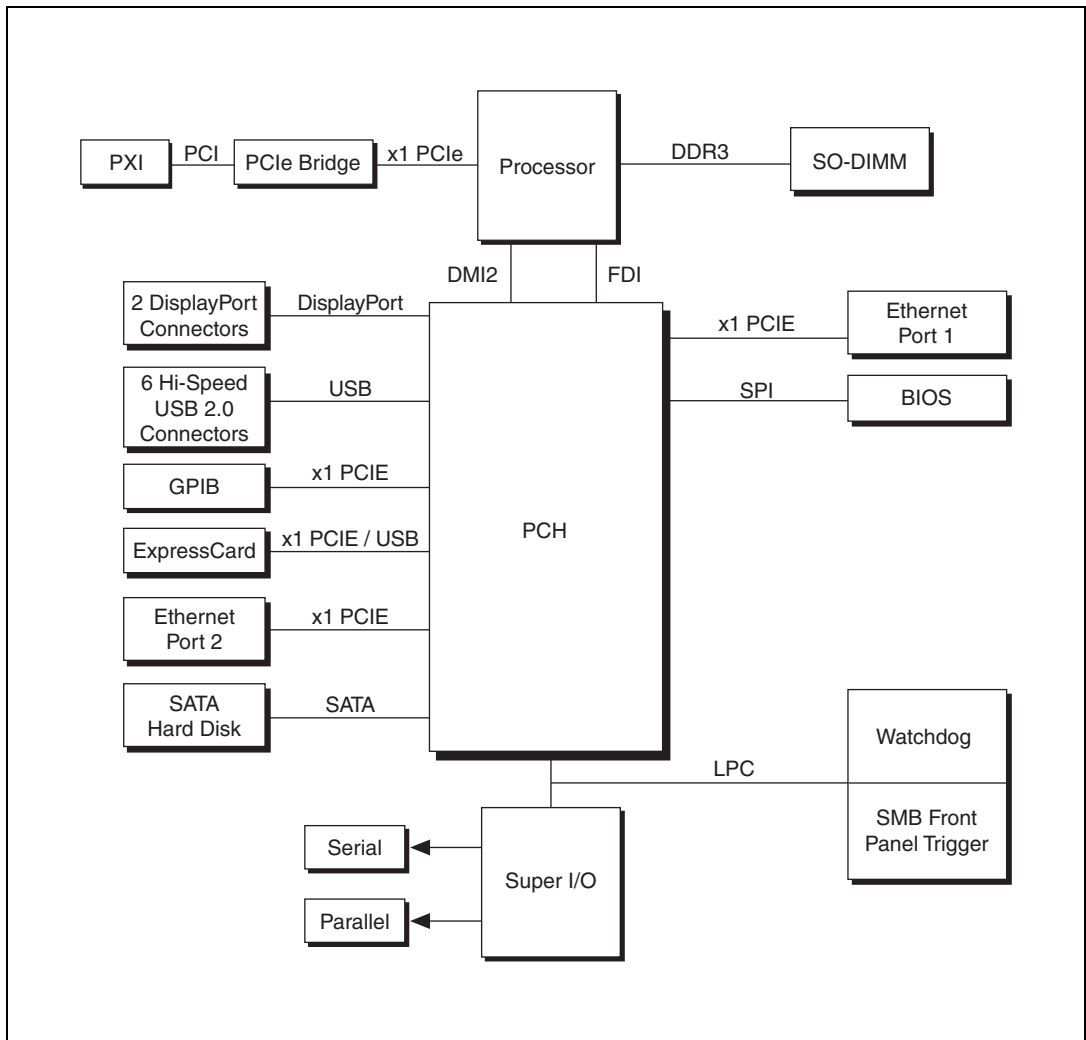 PXI
PCI
PCIe Bridge
x1 PCIe
Processor
DDR3
SO-DIMM
DMI2
FDI
2 DisplayPort
Connectors
DisplayPort
6 Hi-Speed
USB 2.0
Connectors
USB
GPIB
x1 PCIE
ExpressCard
x1 PCIE / USB
Ethernet
Port 2
x1 PCIE
SATA
Hard Disk
SATA
PCH
x1 PCIE
Ethernet
Port 1
SPI
BIOS
LPC
Watchdog
SMB Front
Panel Trigger
Serial
Parallel
Super I/O